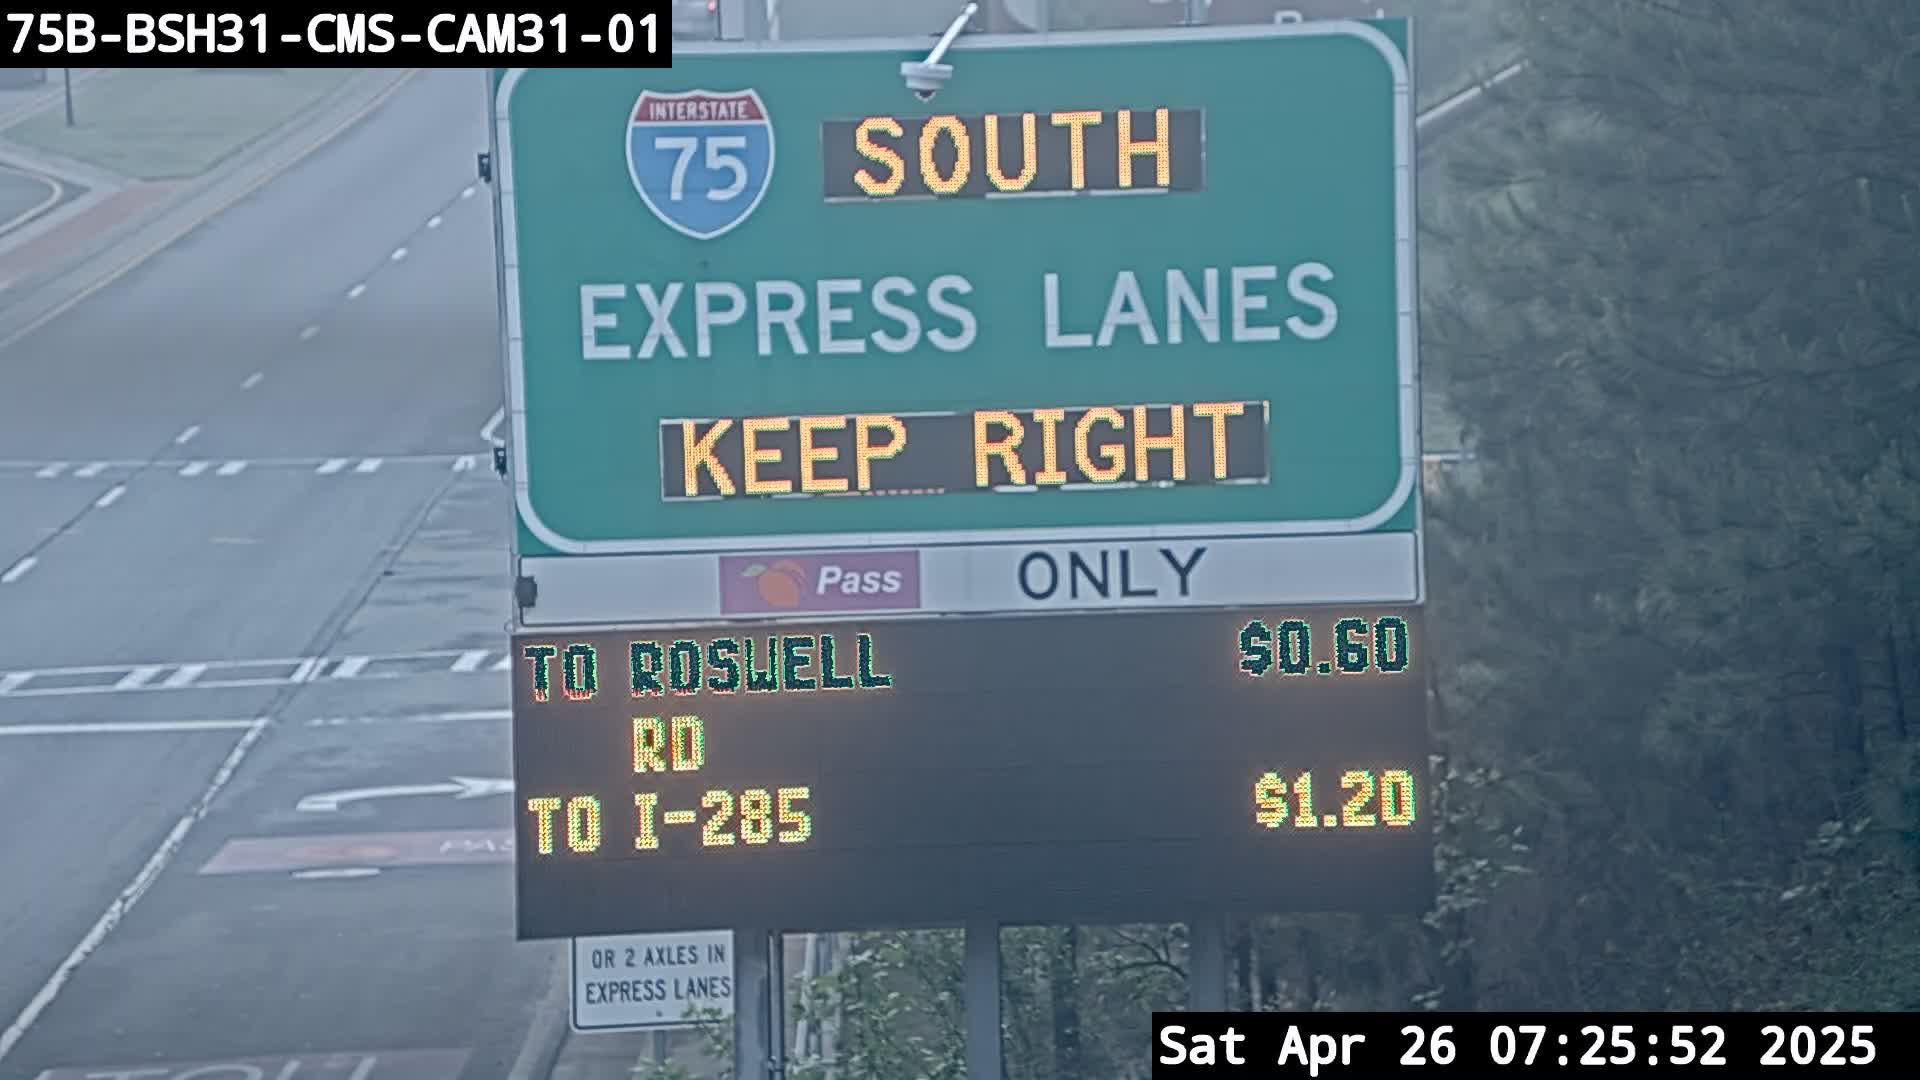 75B-BSH31-CMS-CAM31-01
INTERSTATE
75
SOUTH
EXPRESS LANES
KEEP RIGHT
Pass ONLY
TO ROSWELL $0.60
RD
TO I-285 $1.20
OR 2 AXLES IN
EXPRESS LANES
Sat Apr 26 07:25:52 2025